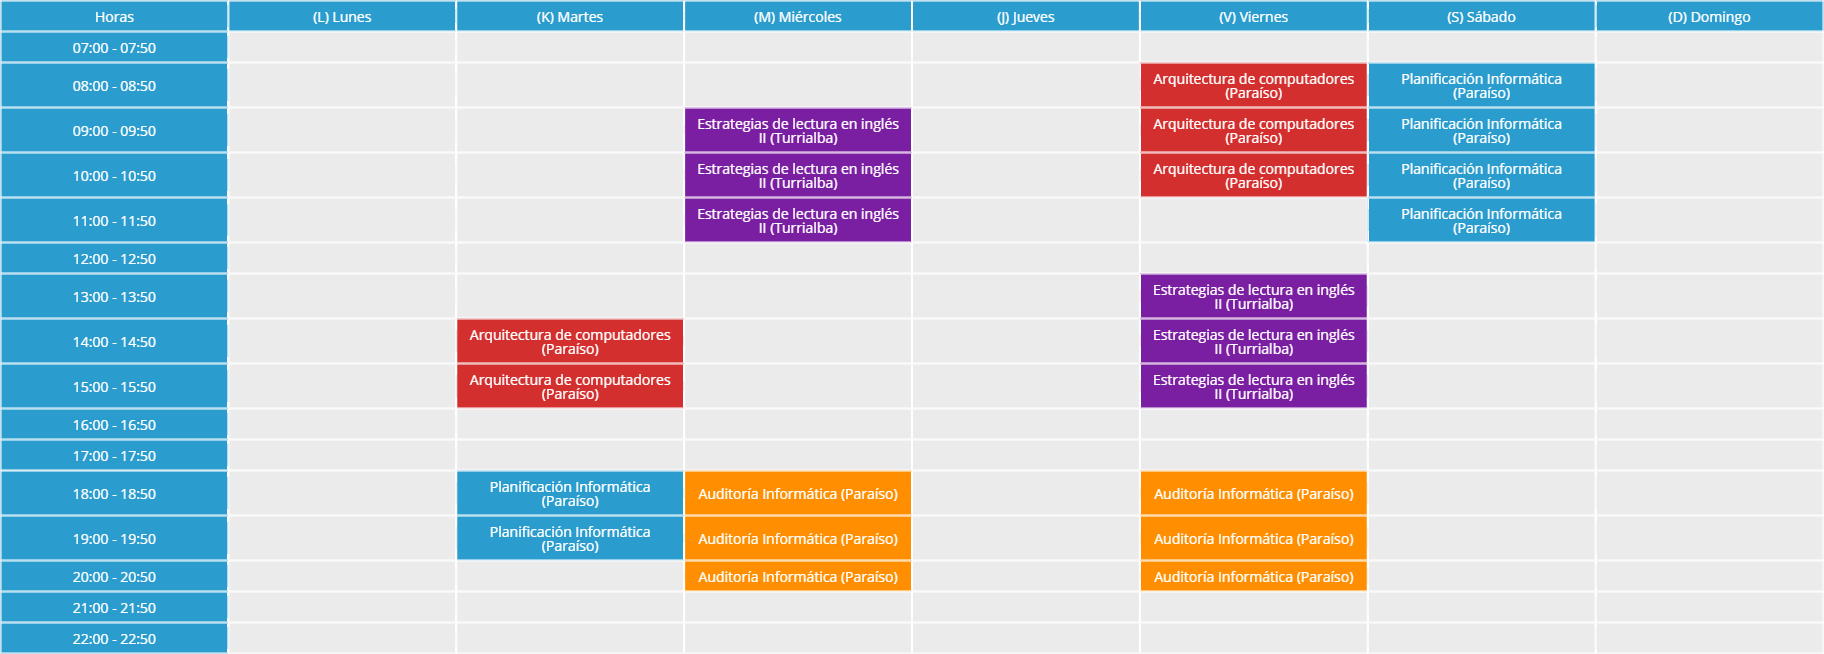 Horas (L) Lunes (K) Martes (M) Miércoles (J) Jueves (V) Viernes (S) Sábado (D) Domingo
07:00 - 07:50
08:00 - 08:50
Arquitectura de computadores
(Paraíso)
Planificación Informática
(Paraíso)
09:00 - 09:50
Estrategias de lectura en inglés
II (Turrialba)
Arquitectura de computadores
(Paraíso)
Planificación Informática
(Paraíso)
10:00 - 10:50
Estrategias de lectura en inglés
II (Turrialba)
Arquitectura de computadores
(Paraíso)
Planificación Informática
(Paraíso)
11:00 - 11:50
Estrategias de lectura en inglés
II (Turrialba)
Planificación Informática
(Paraíso)
12:00 - 12:50
13:00 - 13:50
Estrategias de lectura en inglés
II (Turrialba)
14:00 - 14:50
Arquitectura de computadores
(Paraíso)
Estrategias de lectura en inglés
II (Turrialba)
15:00 - 15:50
Arquitectura de computadores
(Paraíso)
Estrategias de lectura en inglés
II (Turrialba)
16:00 - 16:50
17:00 - 17:50
18:00 - 18:50
Planificación Informática
(Paraíso)
Auditoría Informática (Paraíso)
Auditoría Informática (Paraíso)
19:00 - 19:50
Planificación Informática
(Paraíso)
Auditoría Informática (Paraíso)
Auditoría Informática (Paraíso)
20:00 - 20:50
Auditoría Informática (Paraíso)
Auditoría Informática (Paraíso)
21:00 - 21:50
22:00 - 22:50